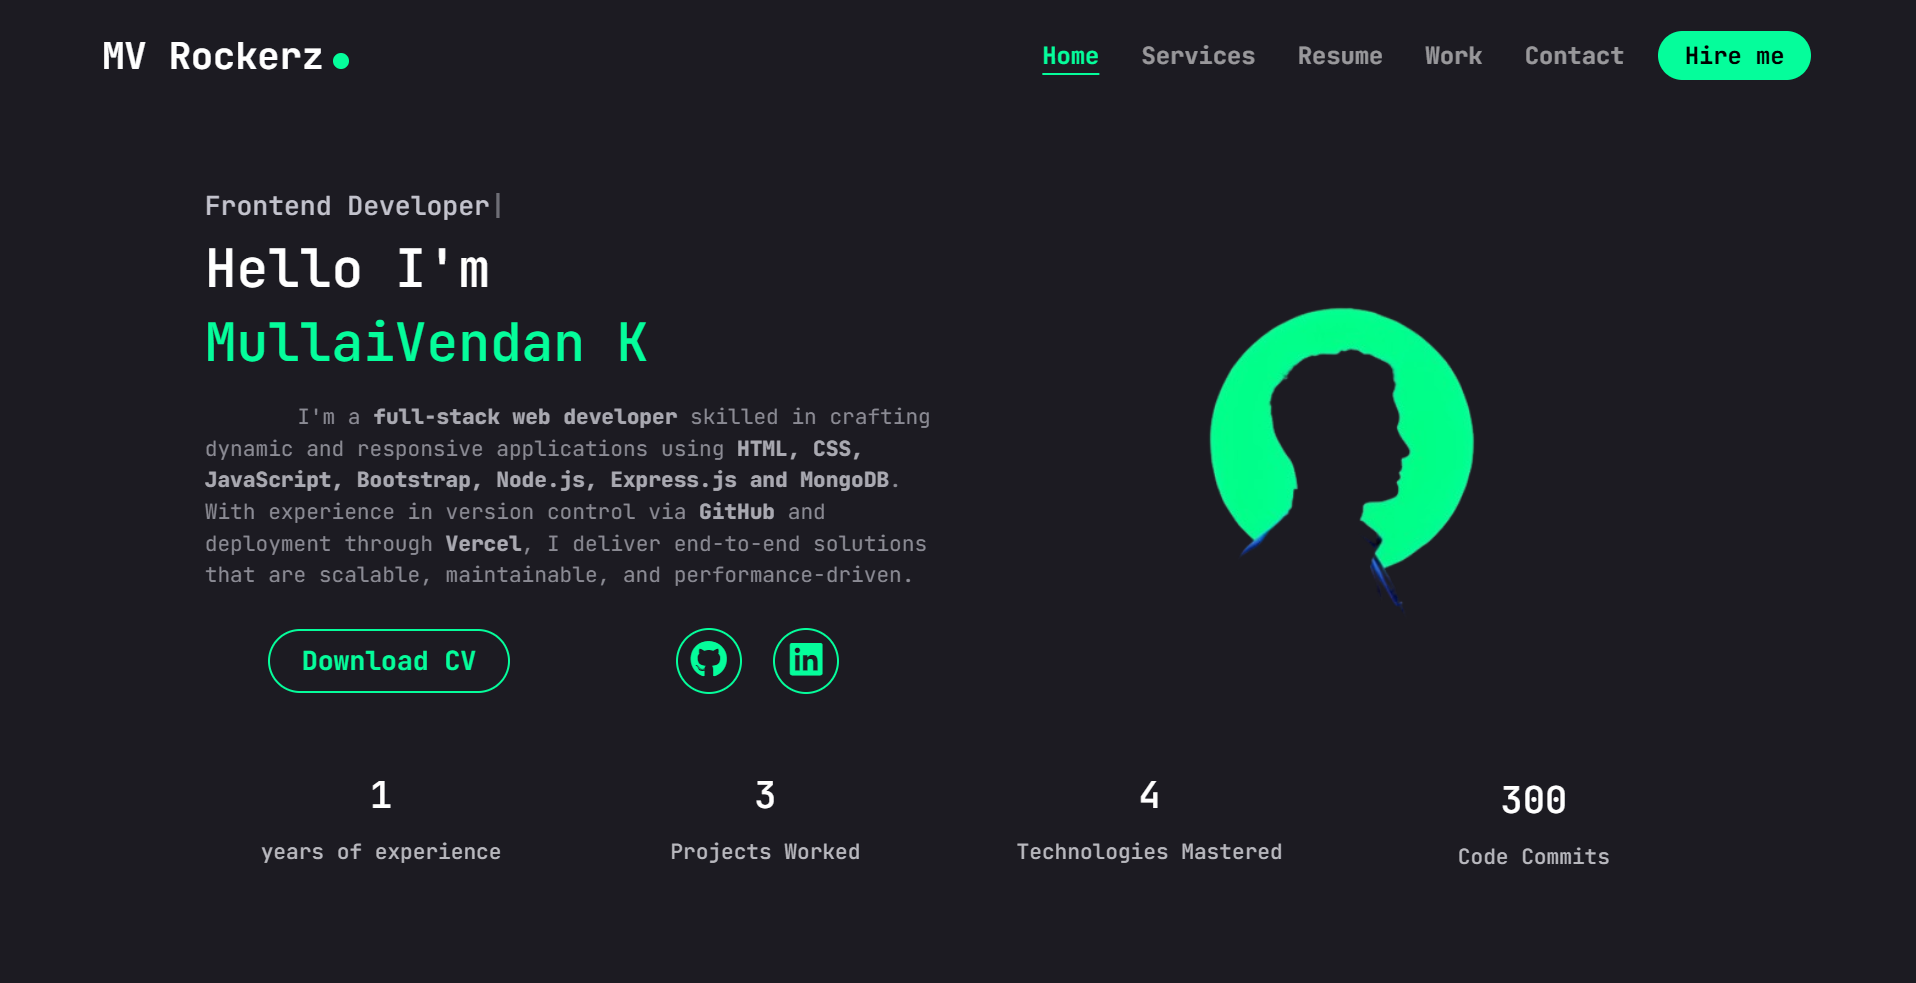 MV Rockerz
Home Services Resume Work Contact Hire me
Frontend Developer|
Hello I'm
MullaiVendan K
I'm a full-stack web developer skilled in crafting
dynamic and responsive applications using HTML, CSS,
JavaScript, Bootstrap, Node.js, Express.js and MongoDB.
With experience in version control via GitHub and
deployment through Vercel, I deliver end-to-end solutions
that are scalable, maintainable, and performance-driven.
Download CV
in
1
years of experience
3
Projects Worked
4
Technologies Mastered
300
Code Commits